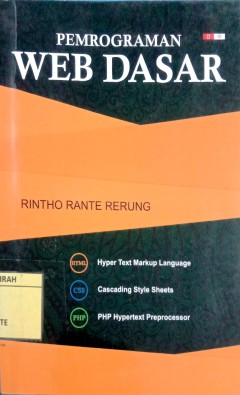 PEMROGRAMAN
WEB DASAR
RINTHO RANTE RERUNG
HTML Hyper Text Markup Language
CSS Cascading Style Sheets
PHP PHP Hypertext Preprocessor